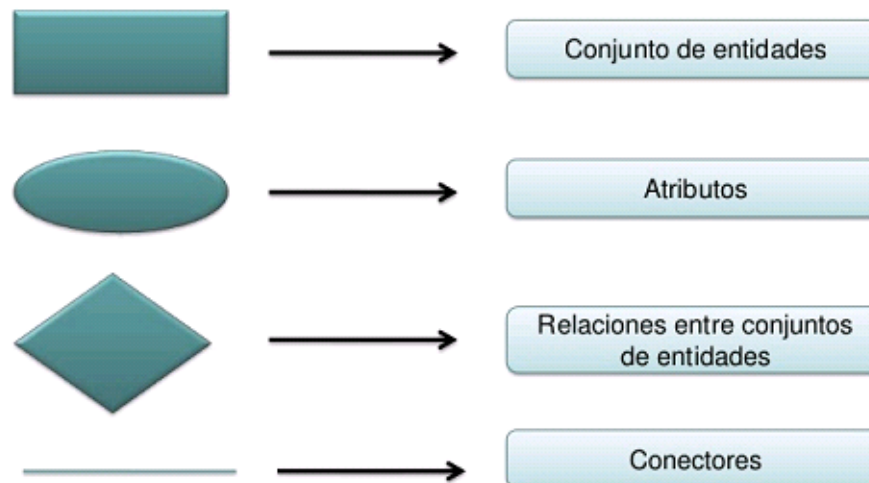 Conjunto de entidades
Atributos
Relaciones entre conjuntos
de entidades
Conectores